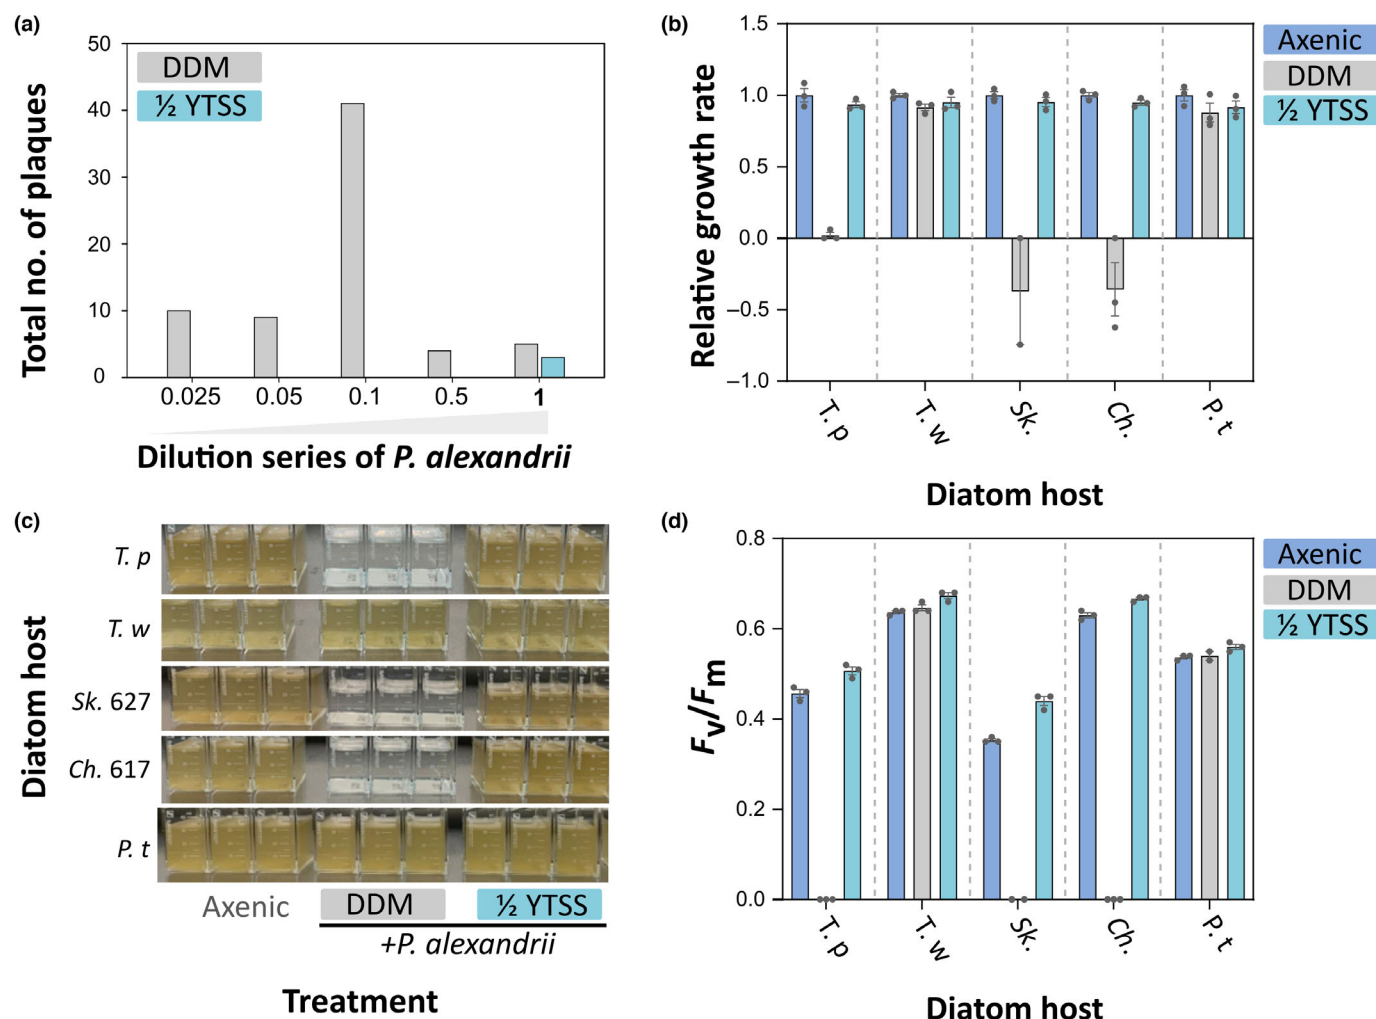 (a)
Total no. of plaques
50
40
30
20
10
0
DDM
½ YTSS
0.025 0.05 0.1 0.5 1
Dilution series of P. alexandrii
(b)
Relative growth rate
1.5
1.0
0.5
0.0
–0.5
–1.0
Axenic
DDM
½ YTSS
T. p T. w Sk. Ch. P. t
Diatom host
(c)
Diatom host
T. p
T. w
Sk. 627
Ch. 617
P. t
Axenic DDM ½ YTSS
+P. alexandrii
Treatment
(d)
Fv/Fm
0.8
0.6
0.4
0.2
0.0
Axenic
DDM
½ YTSS
T. p T. w Sk. Ch. P. t
Diatom host